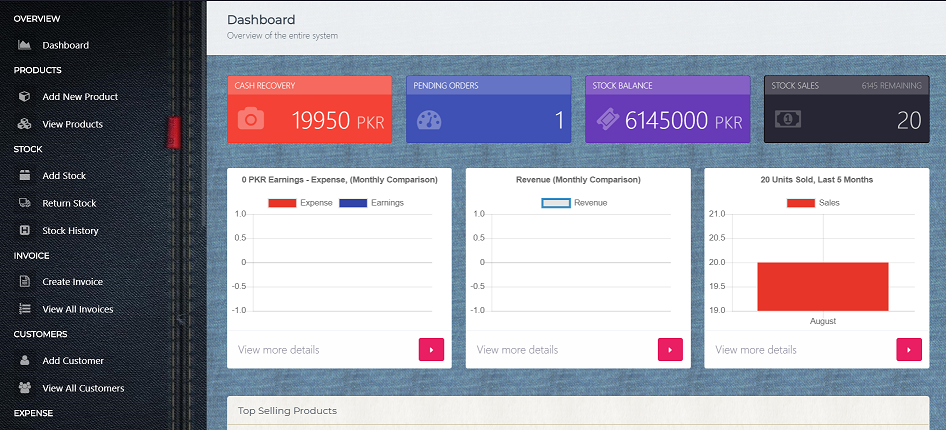 OVERVIEW
Dashboard
PRODUCTS
Add New Product
View Products
STOCK
Add Stock
Return Stock
Stock History
INVOICE
Create Invoice
View All Invoices
CUSTOMERS
Add Customer
View All Customers
EXPENSE
Dashboard
Overview of the entire system
CASH RECOVERY
19950 PKR
PENDING ORDERS
1
STOCK BALANCE
6145000 PKR
STOCK SALES 6145 REMAINING
20
0 PKR Earnings - Expense, (Monthly Comparison)
Expense Earnings
1.0
0.5
0
-0.5
-1.0
View more details
Revenue (Monthly Comparison)
Revenue
1.0
0.5
0
-0.5
-1.0
View more details
20 Units Sold, Last 5 Months
Sales
21.0
20.5
20.0
19.5
19.0
August
View more details
Top Selling Products